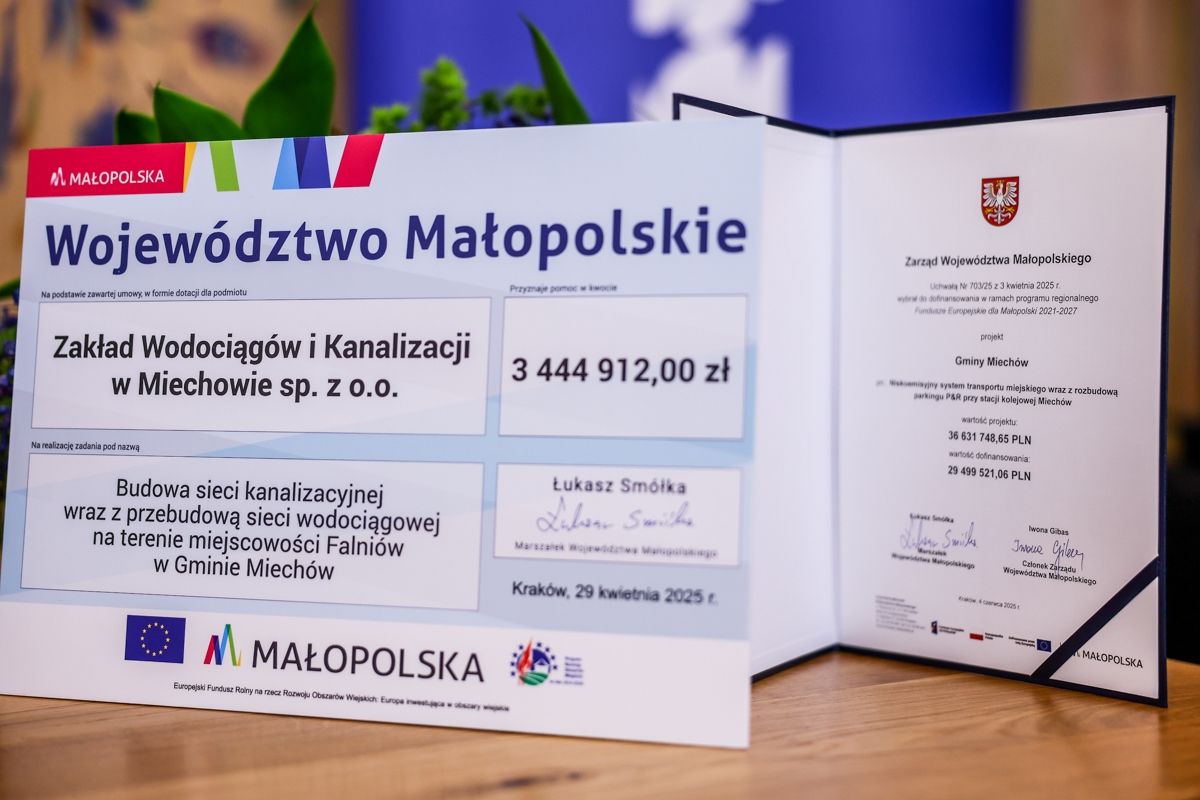 MAŁOPOLSKA
Województwo Małopolskie
Na podstawie zawartej umowy, w formie dotacji dla podmiotu
Zakład Wodociągów i Kanalizacji
w Miechowie sp. z o.o.
Przyznaje pomoc w kwocie
3 444 912,00 zł
Na realizację zadania pod nazwą
Budowa sieci kanalizacyjnej
wraz z przebudową sieci wodociągowej
na terenie miejscowości Falniów
w Gminie Miechów
Łukasz Smółka
Łukasz Smółka
Marszałek Województwa Małopolskiego
Kraków, 29 kwietnia 2025 r.
MAŁOPOLSKA
Europejski Fundusz Rolny na rzecz Rozwoju Obszarów Wiejskich: Europa inwestująca w obszary wiejskie
Zarząd Województwa Małopolskiego
Uchwałą Nr 703/25 z 3 kwietnia 2025 r.
wybrał do dofinansowania w ramach programu regionalnego
Fundusze Europejskie dla Małopolski 2021-2027
projekt
Gminy Miechów
pn. Niskoemisyjny system transportu miejskiego wraz z rozbudową
parkingu P&R przy stacji kolejowej Miechów
wartość projektu:
36 631 748,65 PLN
wartość dofinansowania:
29 499 521,06 PLN
Łukasz Smółka
Łukasz Smółka
Marszałek
Województwa Małopolskiego
Iwona Gibas
Iwona Gibas
Członek Zarządu
Województwa Małopolskiego
Kraków, 4 czerwca 2025 r.
MAŁOPOLSKA